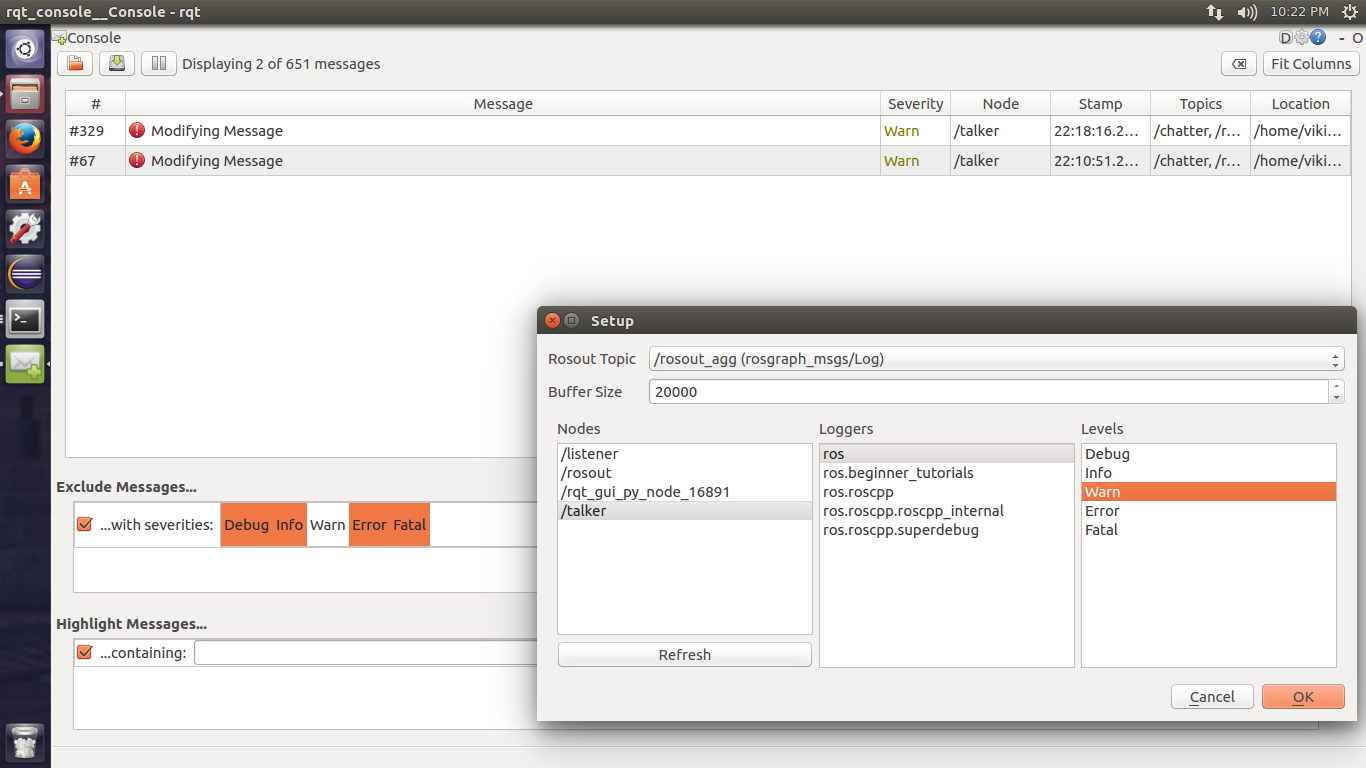 rqt_console__Console - rqt
10:22 PM
Console
D
?
- O
Displaying 2 of 651 messages
Fit Columns
# Message Severity Node Stamp Topics Location
#329 Modifying Message Warn /talker 22:18:16.2... /chatter, /r... /home/viki...
#67 Modifying Message Warn /talker 22:10:51.2... /chatter, /r... /home/viki...
Exclude Messages...
...with severities: Debug Info Warn Error Fatal
Highlight Messages...
...containing:
Setup
Rosout Topic /rosout_agg (rosgraph_msgs/Log)
Buffer Size 20000
Nodes Loggers Levels
/listener ros Debug
/rosout ros.beginner_tutorials Info
/rqt_gui_py_node_16891 ros.roscpp Warn
/talker ros.roscpp.roscpp_internal Error
ros.roscpp.superdebug Fatal
Refresh
Cancel OK